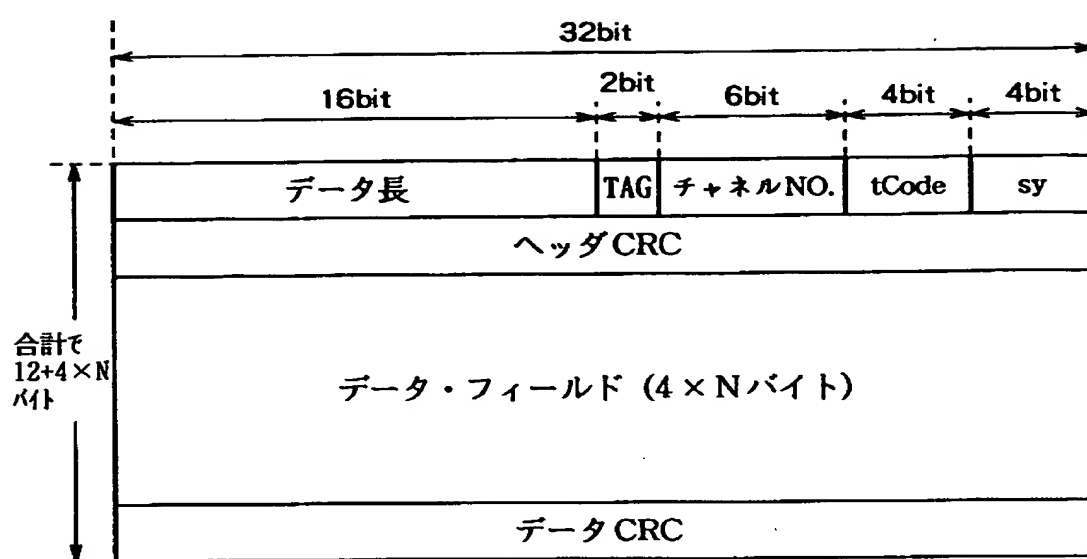 32bit
16bit
2bit
6bit
4bit
4bit
データ長
TAG
チャネルNO.
tCode
sy
ヘッダCRC
合計で
12+4×N
バイト
データ・フィールド (4×Nバイト)
データCRC